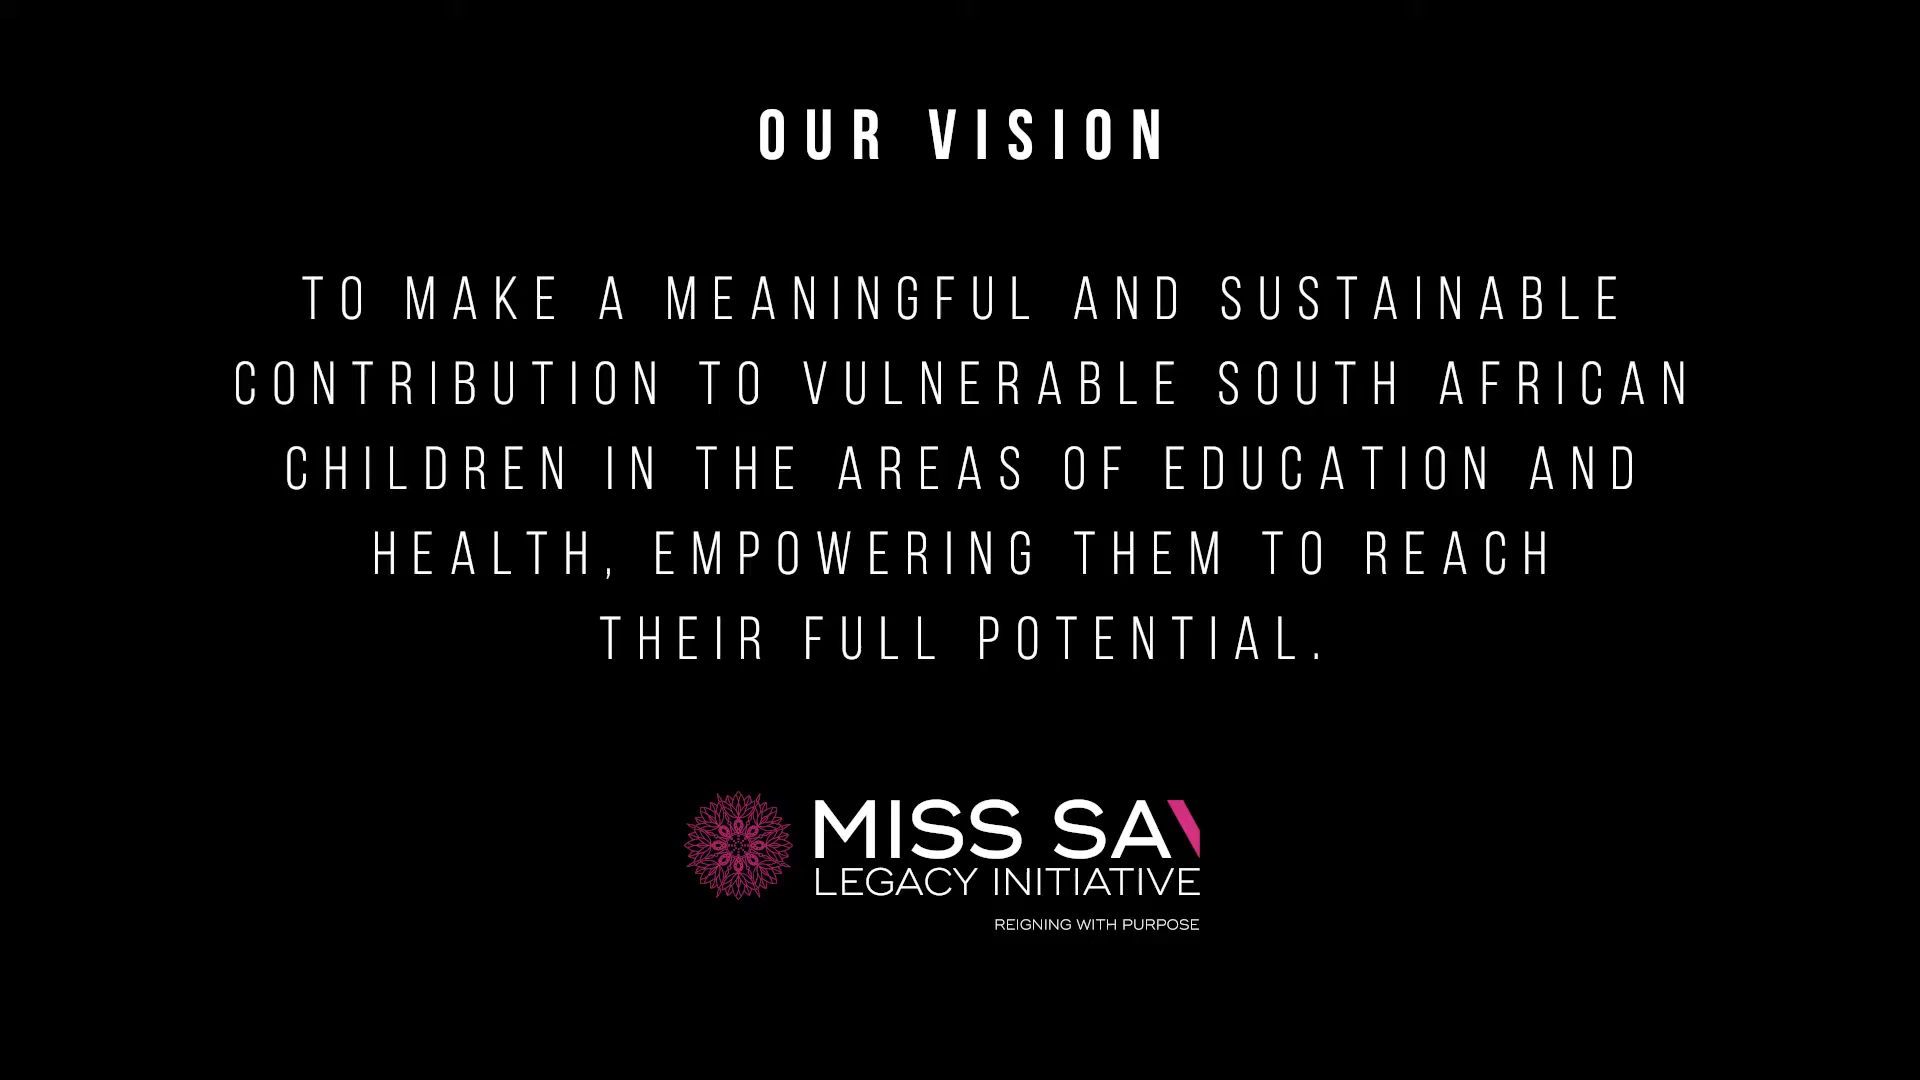 OUR VISION
TO MAKE A MEANINGFUL AND SUSTAINABLE
CONTRIBUTION TO VULNERABLE SOUTH AFRICAN
CHILDREN IN THE AREAS OF EDUCATION AND
HEALTH, EMPOWERING THEM TO REACH
THEIR FULL POTENTIAL.
MISS SA
LEGACY INITIATIVE
REIGNING WITH PURPOSE